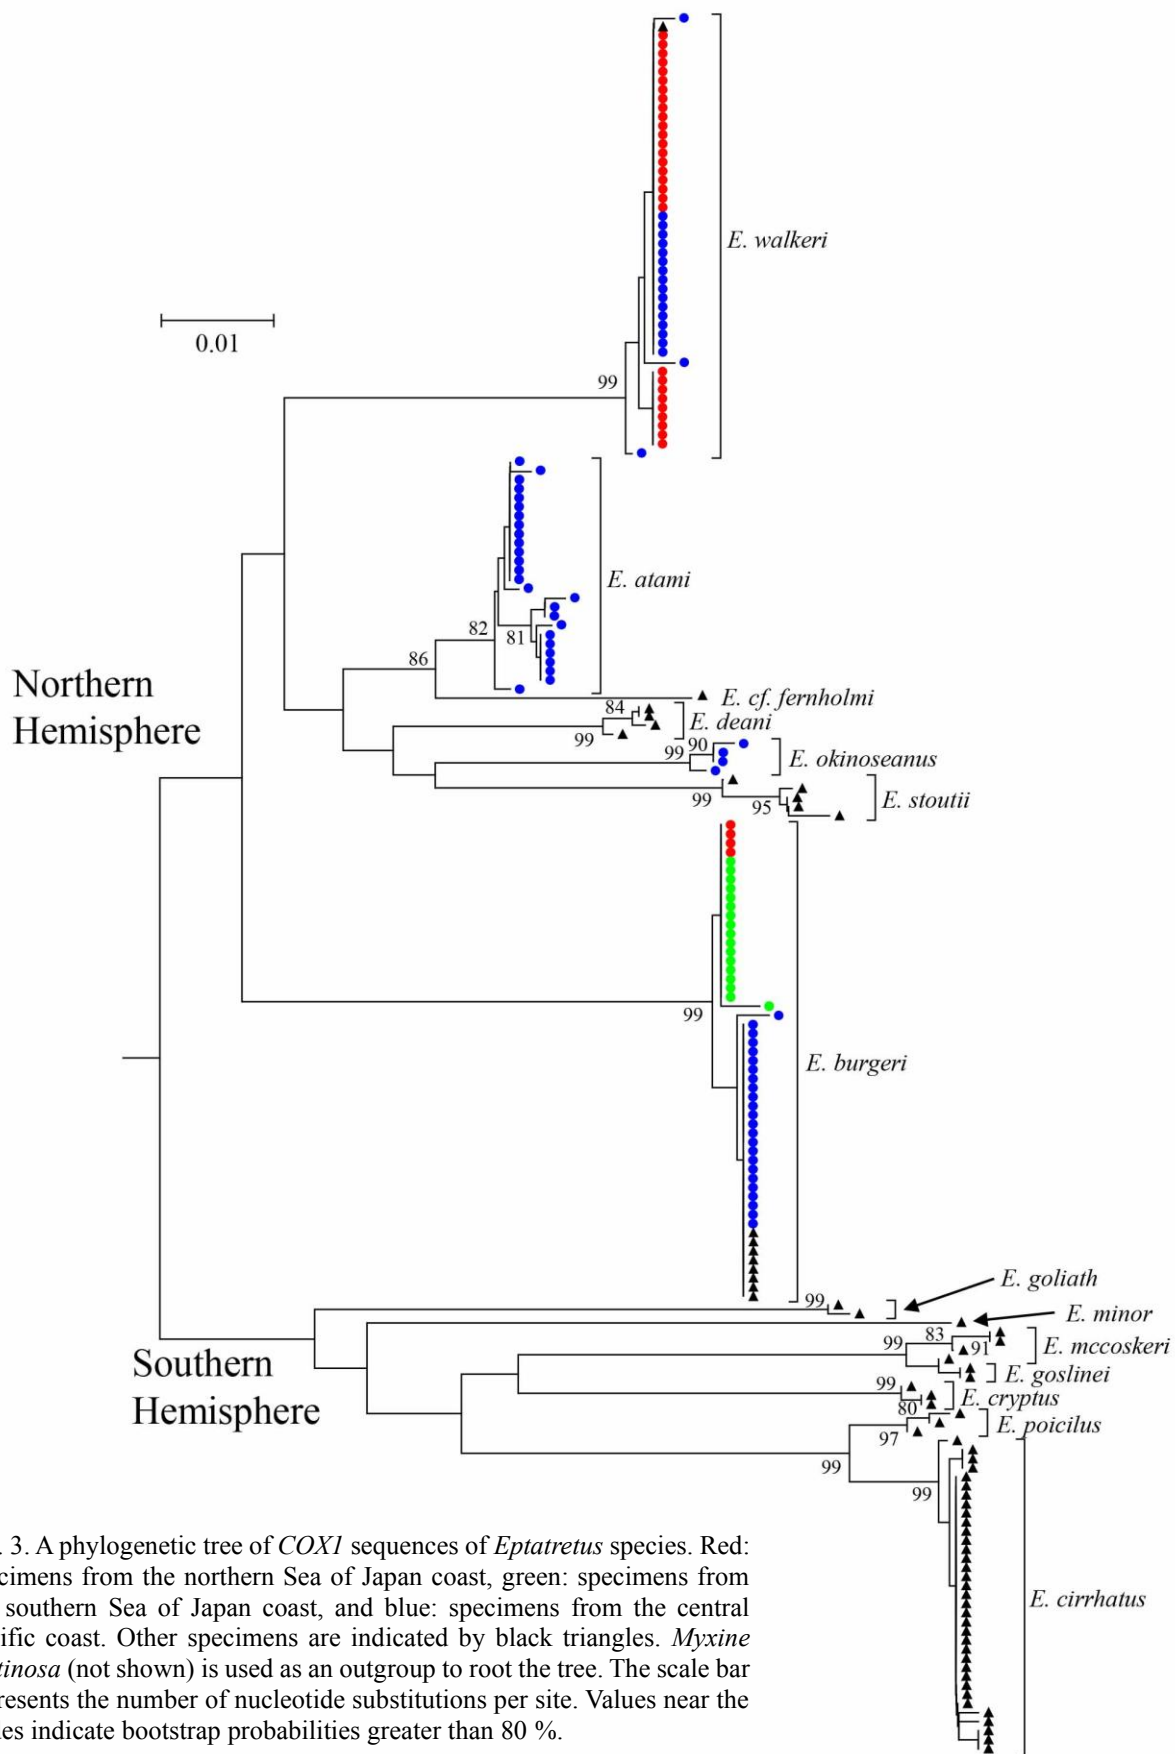 E. walkeri
0.01
99
E. atami
82
81
86
Northern
Hemisphere
E. cf. fernholmi
84
E. deani
99
90
99
E. okinoseanus
99
95
E. stoutii
99
E. burgeri
E. goliath
99
E. minor
83
99
91
E. mccoskeri
Southern
Hemisphere
E. goslinei
99
E. cryptus
80
E. poicilus
97
99
99
E. cirrhatus
. 3. A phylogenetic tree of COX1 sequences of Eptatretus species. Red:
cimens from the northern Sea of Japan coast, green: specimens from
southern Sea of Japan coast, and blue: specimens from the central
ific coast. Other specimens are indicated by black triangles. Myxine
tinosa (not shown) is used as an outgroup to root the tree. The scale bar
resents the number of nucleotide substitutions per site. Values near the
es indicate bootstrap probabilities greater than 80 %.